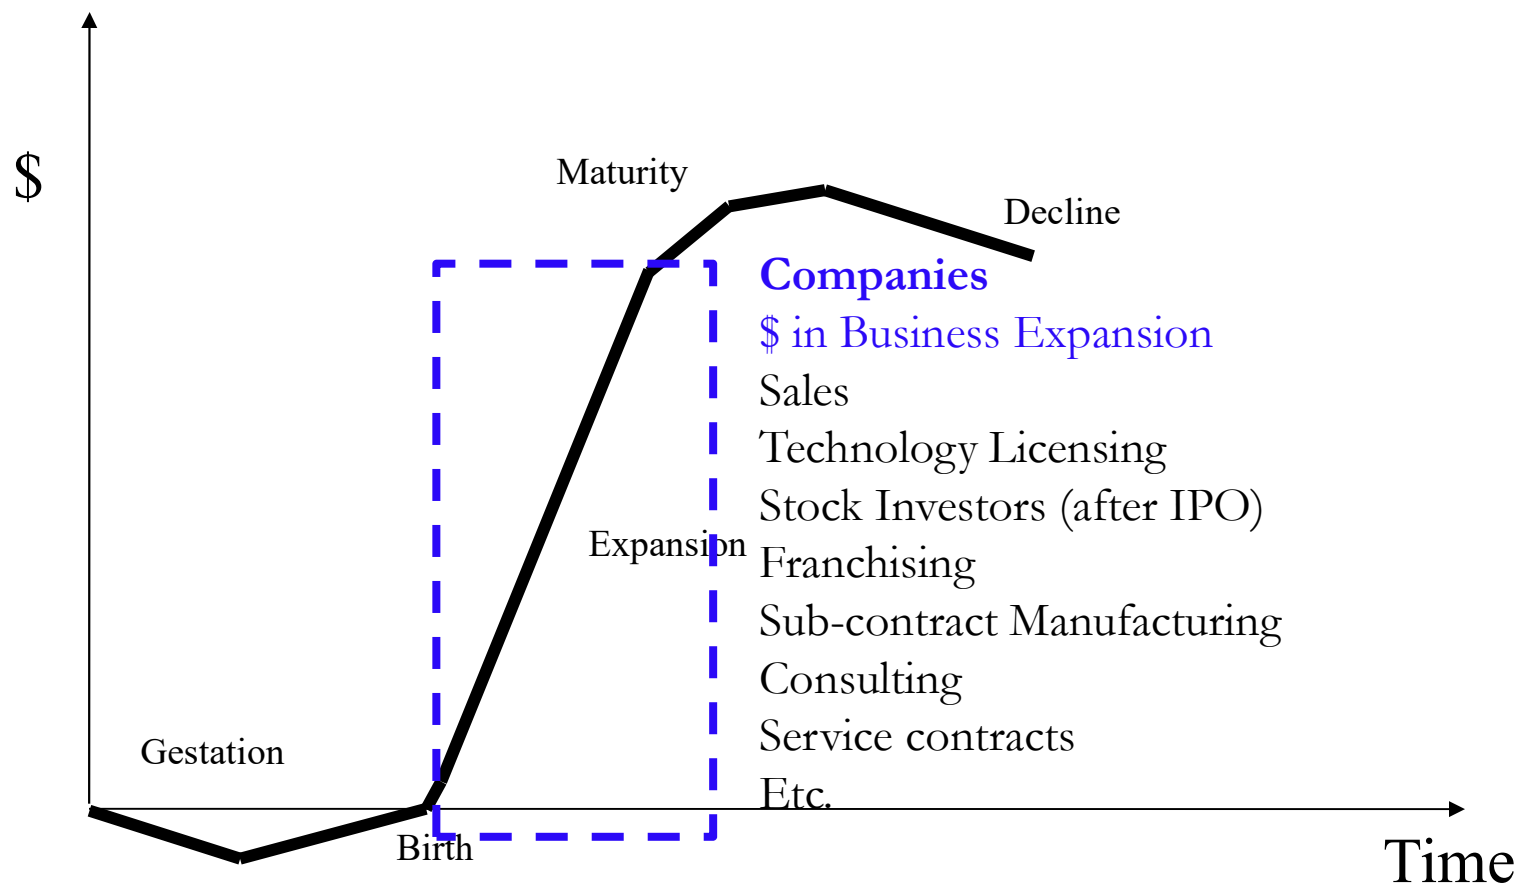 $
Maturity
Decline
Companies
$ in Business Expansion
Sales
Technology Licensing
Stock Investors (after IPO)
Expansion
Franchising
Sub-contract Manufacturing
Consulting
Service contracts
Gestation
Etc.
Birth
Time